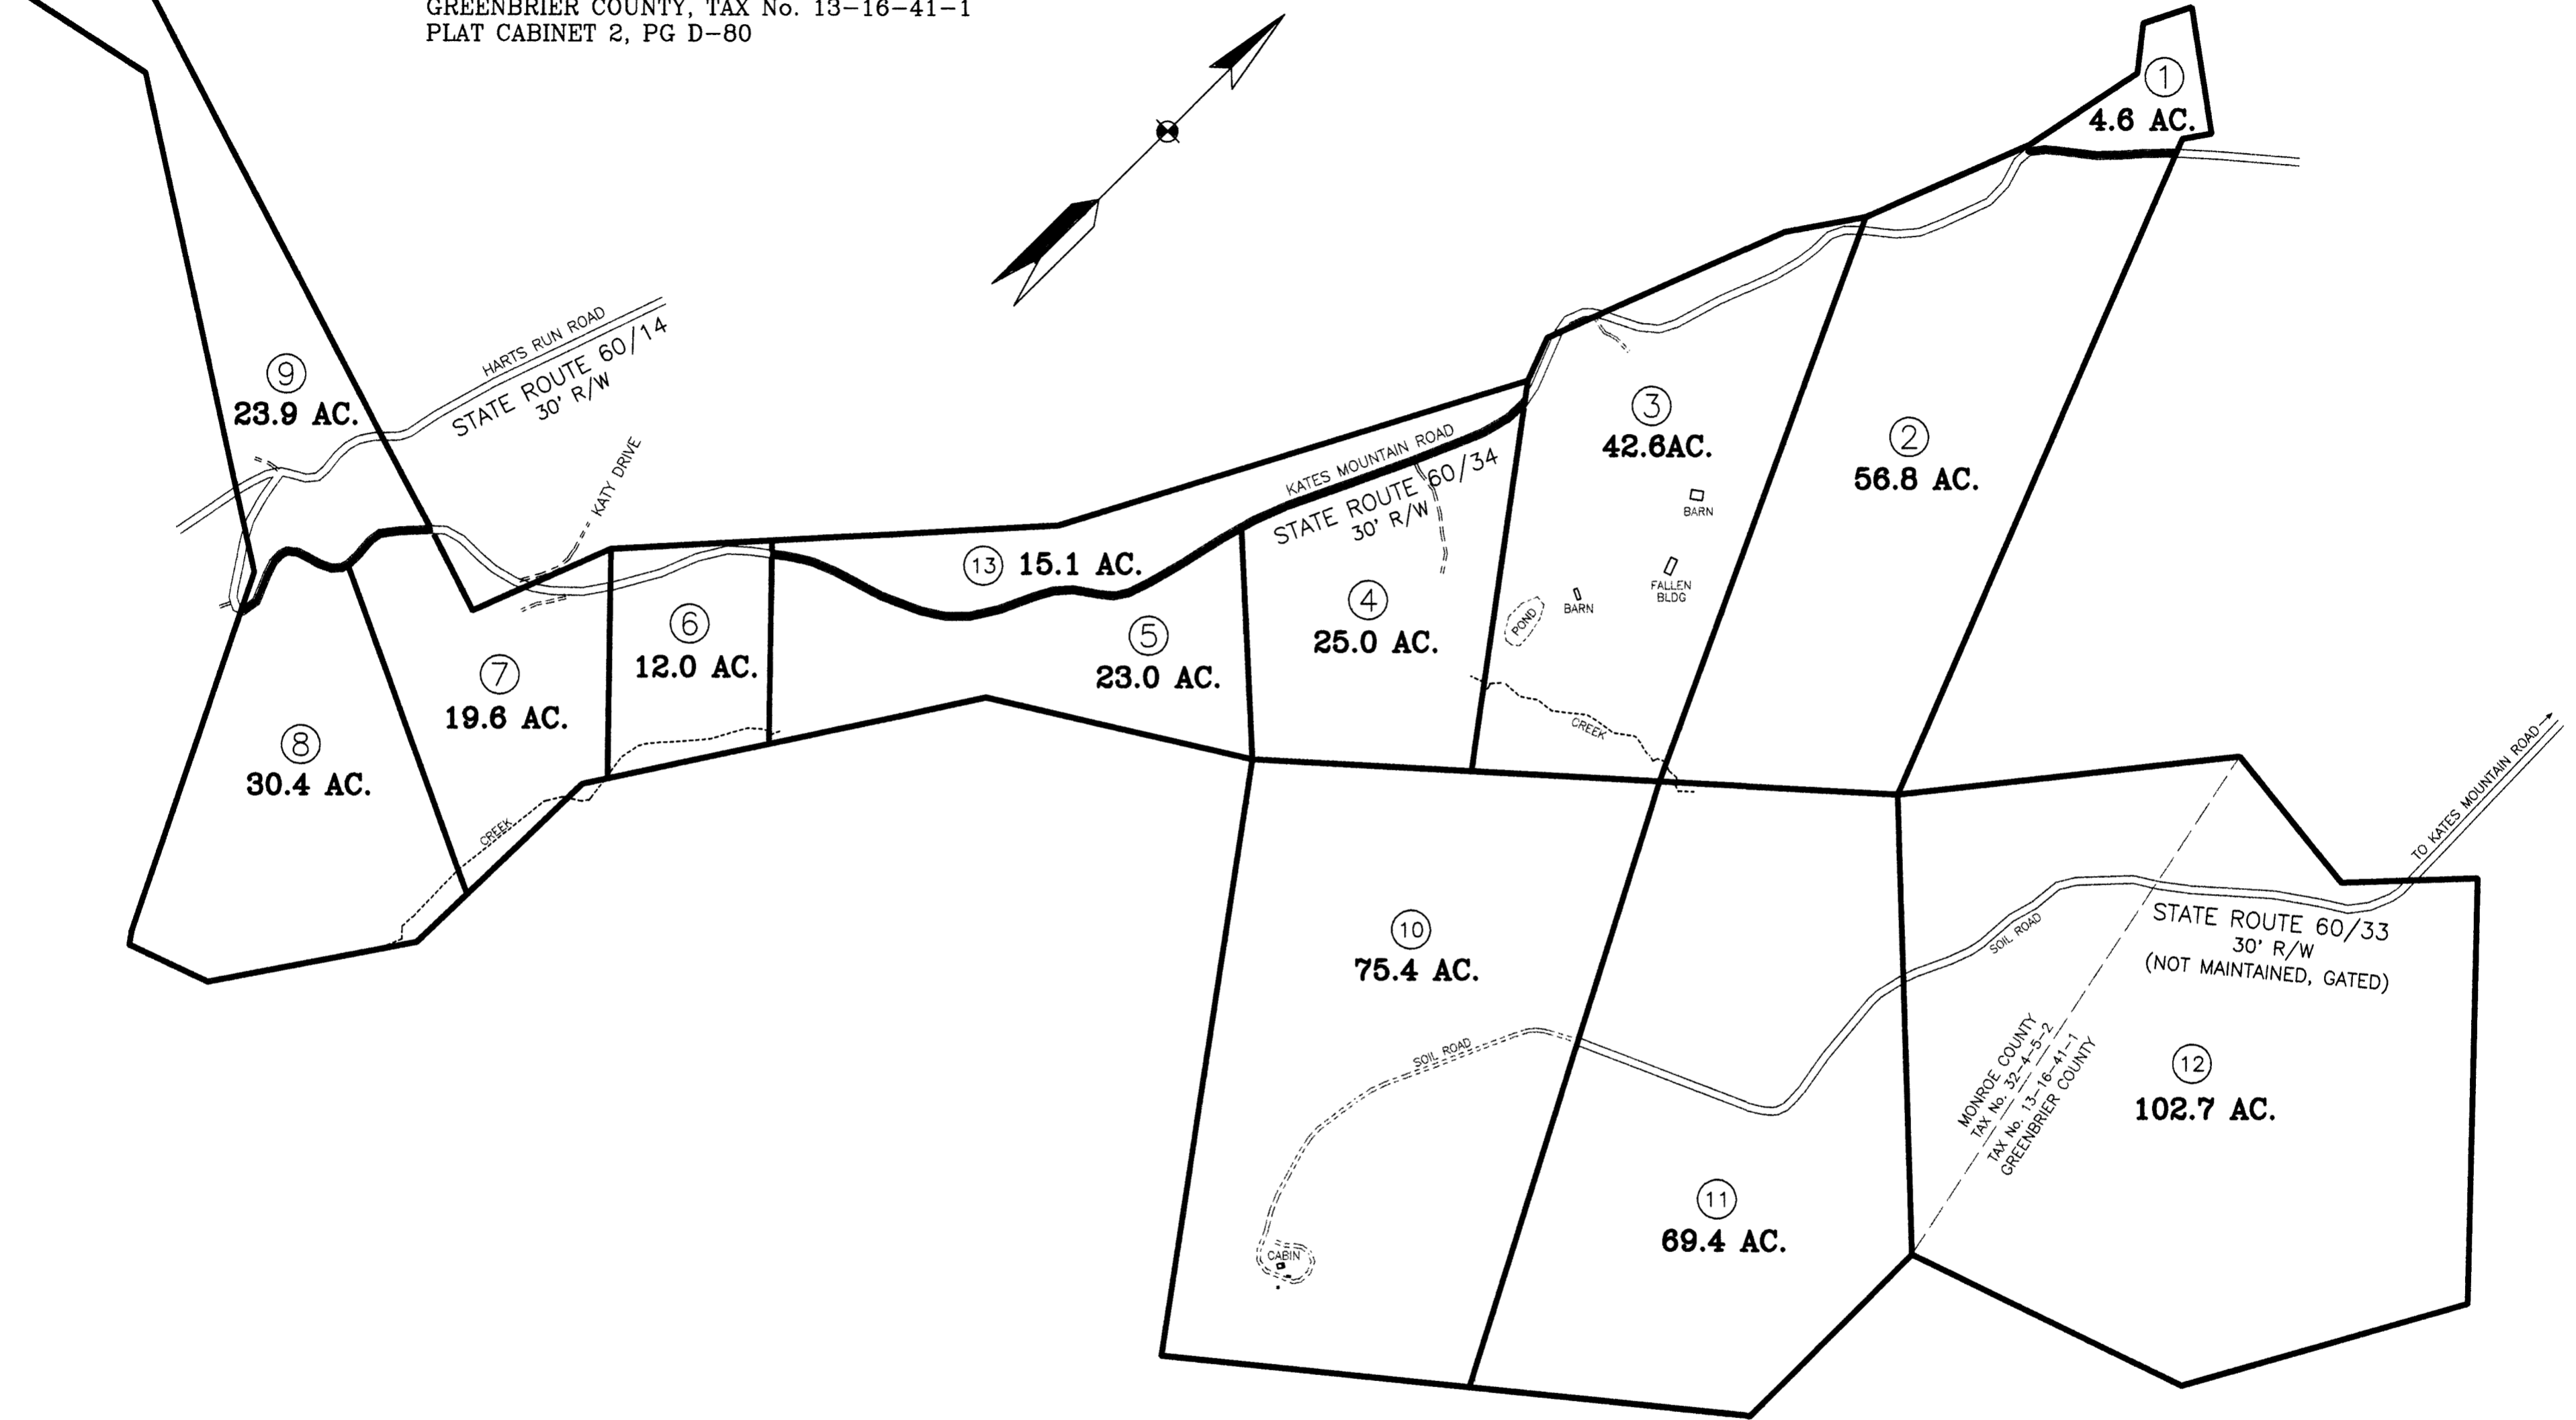 GREENBRIER COUNTY, TAX No. 13-16-41-1
PLAT CABINET 2, PG D-80
1
4.6 AC.
HARTS RUN ROAD
STATE ROUTE 60/14
30' R/W
9
23.9 AC.
KATY DRIVE
KATES MOUNTAIN ROAD
STATE ROUTE 60/34
30' R/W
3
42.6AC.
2
56.8 AC.
BARN
FALLEN
BLDG
BARN
POND
CREEK
13 15.1 AC.
4
25.0 AC.
5
23.0 AC.
6
12.0 AC.
7
19.6 AC.
8
30.4 AC.
CREEK
TO KATES MOUNTAIN ROAD
STATE ROUTE 60/33
30' R/W
(NOT MAINTAINED, GATED)
SOIL ROAD
10
75.4 AC.
SOIL ROAD
MONROE COUNTY
TAX No. 32-4-5-2
TAX No. 13-16-41-1
GREENBRIER COUNTY
12
102.7 AC.
11
69.4 AC.
CABIN